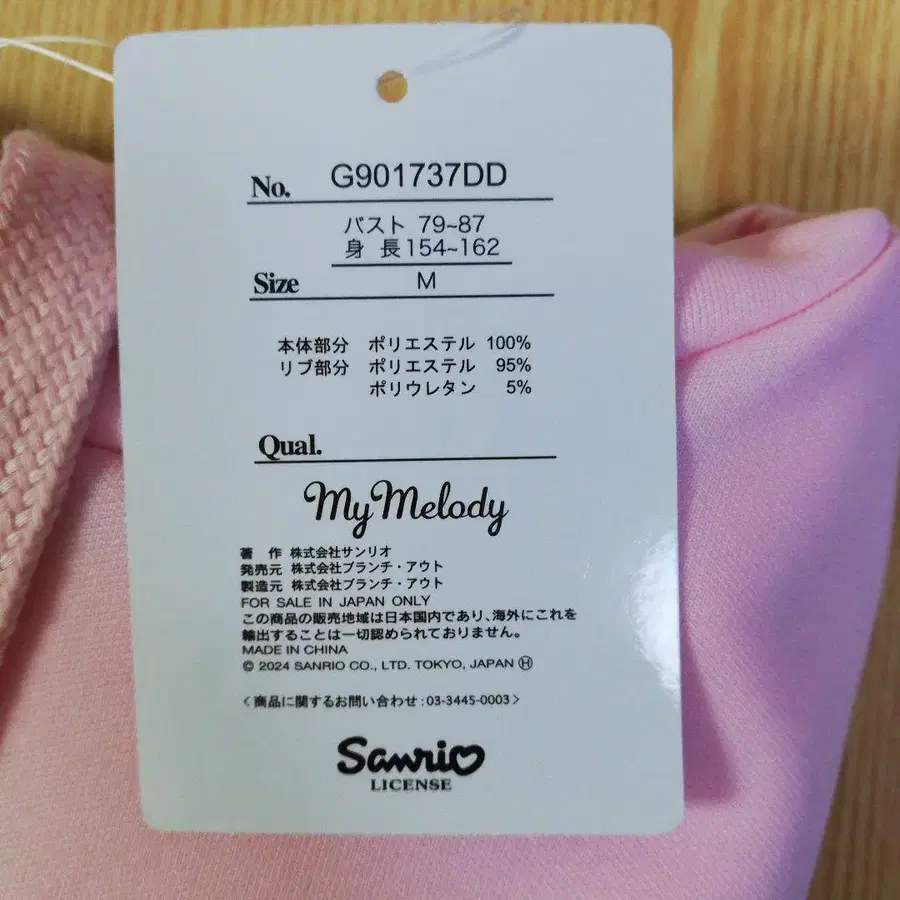 No. G901737DD
バスト 79~87
身 長 154~162
Size M
本体部分 ポリエステル 100%
リブ部分 ポリエステル 95%
ポリウレタン 5%
Qual.
My Melody
著 作 株式会社サンリオ
発売元 株式会社ブランチ・アウト
製造元 株式会社ブランチ・アウト
FOR SALE IN JAPAN ONLY
この商品の販売地域は日本国内であり、海外にこれを
輸出することは一切認められておりません。
MADE IN CHINA
© 2024 SANRIO CO., LTD. TOKYO, JAPAN Ⓗ
〈商品に関するお問い合わせ:03-3445-0003〉
Sanrio
LICENSE